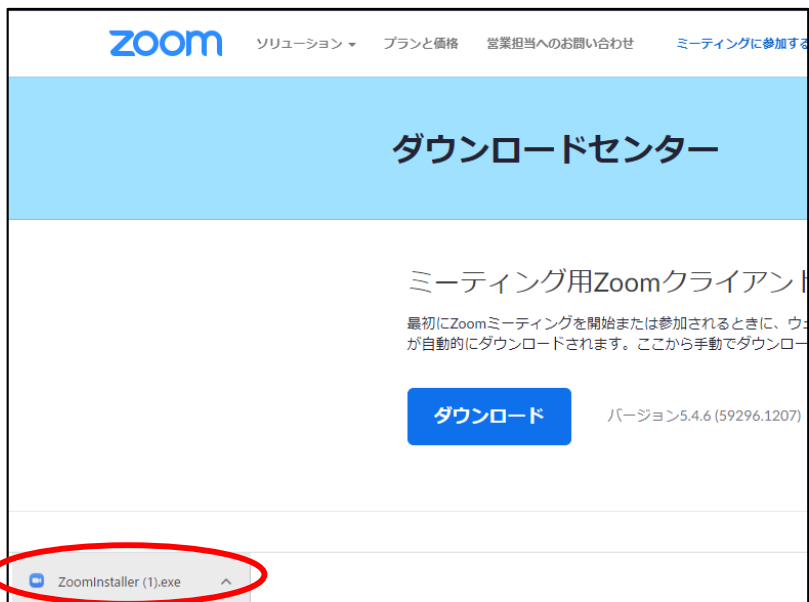 zoom ソリューション プランと価格 営業担当へのお問い合わせ ミーティングに参加する
ダウンロードセンター
ミーティング用Zoomクライアント
最初にZoomミーティングを開始または参加されるときに、ウェ
が自動的にダウンロードされます。ここから手動でダウンロー
ダウンロード バージョン5.4.6 (59296.1207)
ZoomInstaller (1).exe